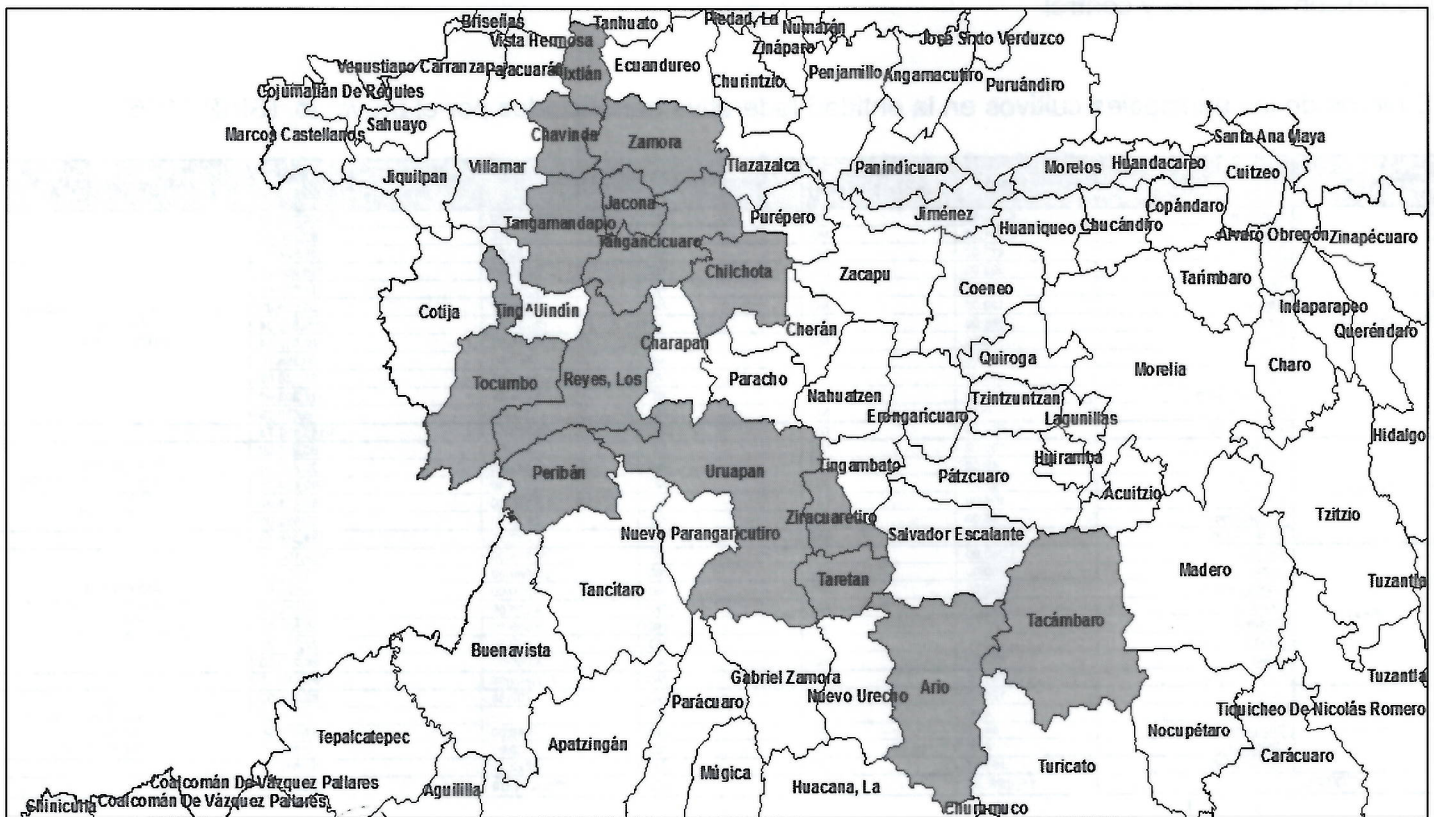 Briseñas
Tanhuato
Piedad, La
Numarán
Vista Hermosa
Zináparo
José Sixto Verduzco
Venustiano Carranza
Pajacuarán
Ixtlán
Ecuandureo
Churintzio
Penjamillo
Angamacutiro
Puruándiro
Cojumatlán De Régules
Marcos Castellanos
Sahuayo
Chavinda
Zamora
Santa Ana Maya
Jiquilpan
Villamar
Tlazazalca
Panindícuaro
Morelos
Huandacareo
Cuitzeo
Jacona
Purépero
Jiménez
Copándaro
Tangamandapio
Huaniqueo
Chucándiro
Álvaro Obregón
Zinapécuaro
Tangancícuaro
Chilchota
Zacapu
Coeneo
Tarímbaro
Cotija
Ting^Uindín
Indaparapeo
Queréndaro
Cherán
Charapan
Quiroga
Morelia
Charo
Tocumbo
Reyes, Los
Paracho
Nahuatzen
Tzintzuntzan
Erongarícuaro
Lagunillas
Hidalgo
Peribán
Uruapan
Tingambato
Pátzcuaro
Huiramba
Acuitzio
Ziracuaretiro
Tzitzio
Nuevo Parangaricutiro
Salvador Escalante
Tancítaro
Taretan
Madero
Tuzantla
Tacámbaro
Buenavista
Gabriel Zamora
Nuevo Urecho
Ario
Tuzantla
Parácuaro
Tiquicheo De Nicolás Romero
Tepalcatepec
Apatzingán
Nocupétaro
Carácuaro
Múgica
Huacana, La
Turicato
Coalcomán De Vázquez Pallares
Aguililla
Chinicuila
Coalcomán De Vázquez Pallares
Churumuco